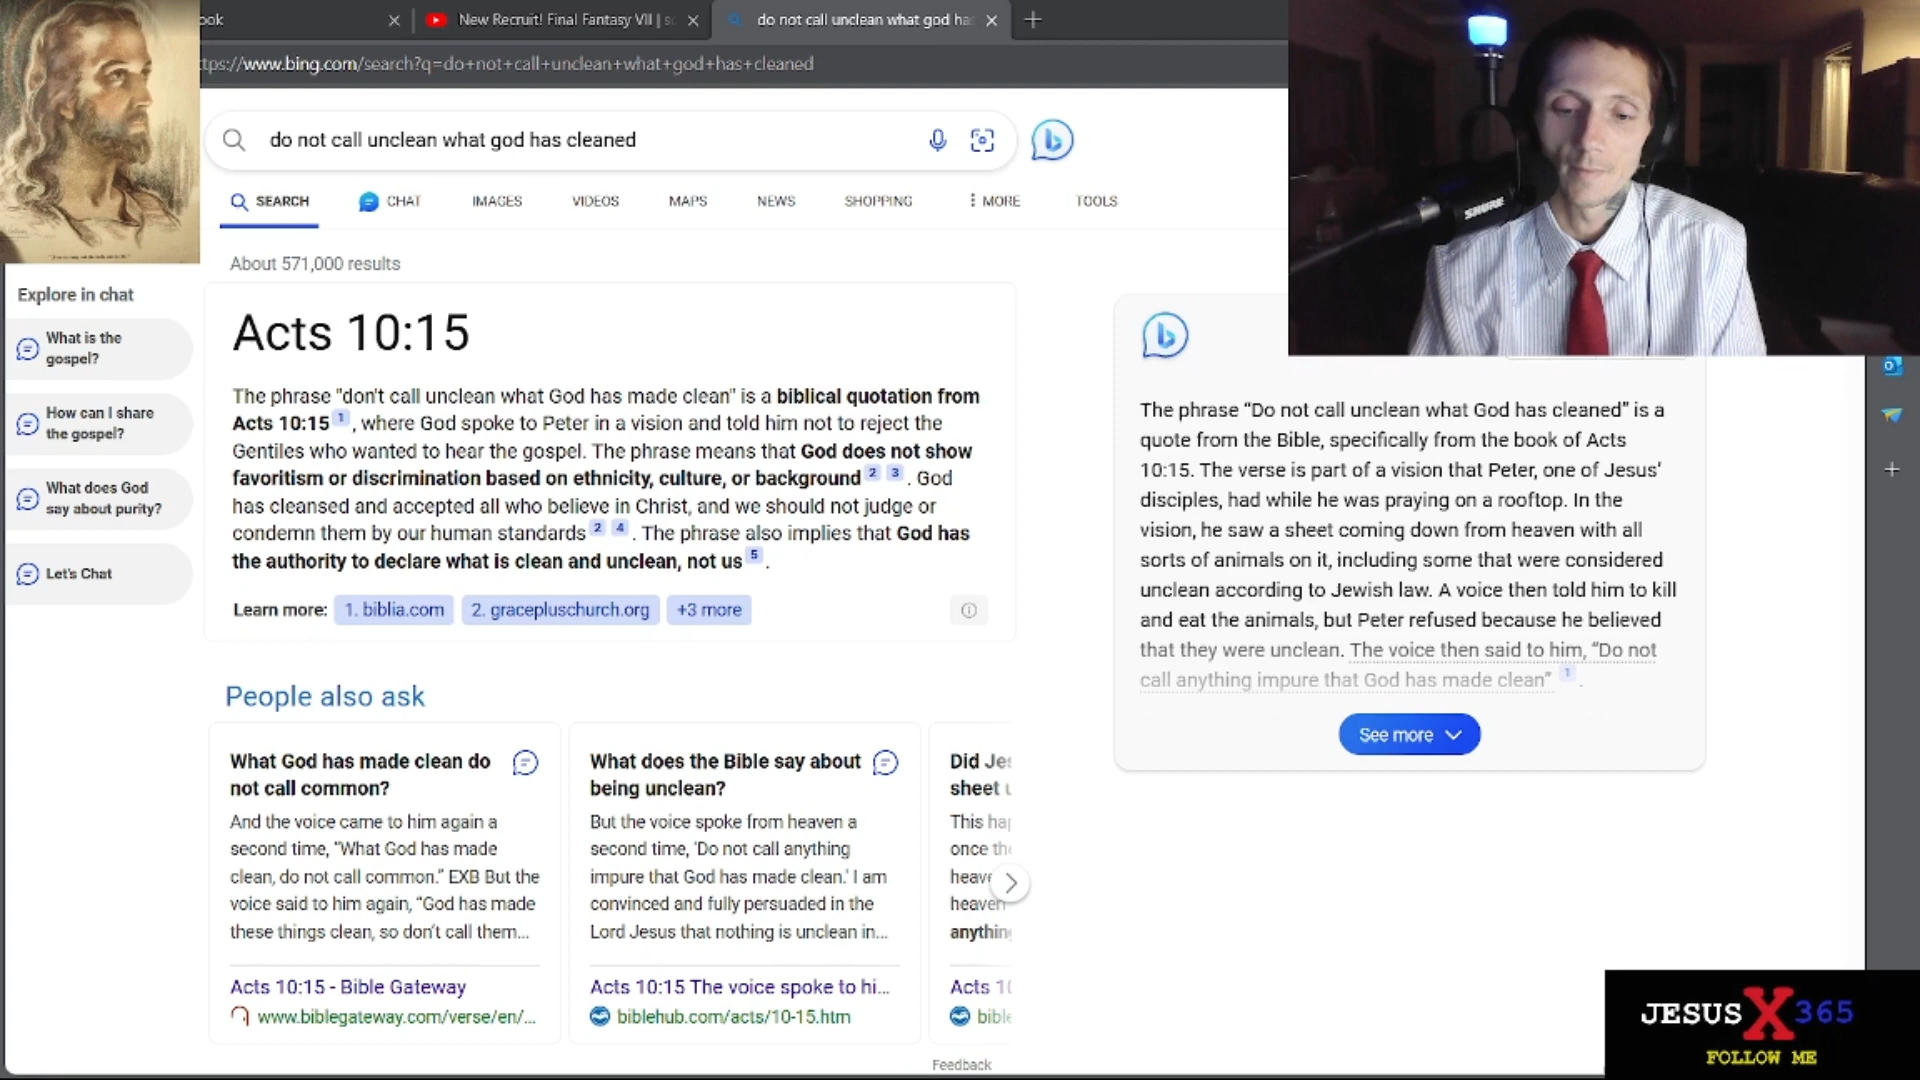 ook
New Recruit! Final Fantasy VII | s
do not call unclean what god ha
tps://www.bing.com/search?q=do+not+call+unclean+what+god+has+cleaned
do not call unclean what god has cleaned
SEARCH
CHAT
IMAGES
VIDEOS
MAPS
NEWS
SHOPPING
MORE
TOOLS
SHURE
About 571,000 results
Explore in chat
What is the
gospel?
How can I share
the gospel?
What does God
say about purity?
Let's Chat
Acts 10:15
The phrase "don't call unclean what God has made clean" is a biblical quotation from
Acts 10:15 1 , where God spoke to Peter in a vision and told him not to reject the
Gentiles who wanted to hear the gospel. The phrase means that God does not show
favoritism or discrimination based on ethnicity, culture, or background 2 3 . God
has cleansed and accepted all who believe in Christ, and we should not judge or
condemn them by our human standards 2 4 . The phrase also implies that God has
the authority to declare what is clean and unclean, not us 5 .
Learn more: 1. biblia.com 2. gracepluschurch.org +3 more
The phrase “Do not call unclean what God has cleaned” is a
quote from the Bible, specifically from the book of Acts
10:15. The verse is part of a vision that Peter, one of Jesus’
disciples, had while he was praying on a rooftop. In the
vision, he saw a sheet coming down from heaven with all
sorts of animals on it, including some that were considered
unclean according to Jewish law. A voice then told him to kill
and eat the animals, but Peter refused because he believed
that they were unclean. The voice then said to him, “Do not
call anything impure that God has made clean” 1 .
See more
People also ask
What God has made clean do
not call common?
And the voice came to him again a
second time, “What God has made
clean, do not call common.” EXB But the
voice said to him again, “God has made
these things clean, so don’t call them...
Acts 10:15 - Bible Gateway
www.biblegateway.com/verse/en/...
What does the Bible say about
being unclean?
But the voice spoke from heaven a
second time, 'Do not call anything
impure that God has made clean.' I am
convinced and fully persuaded in the
Lord Jesus that nothing is unclean in...
Acts 10:15 The voice spoke to hi...
biblehub.com/acts/10-15.htm
Did Je
sheet
This ha
once th
heave
heaven
anythin
Acts 1
bible
Feedback
JESUS X 365
FOLLOW ME